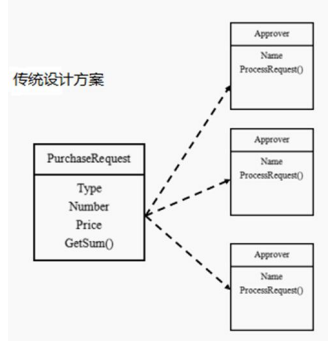 传统设计方案
PurchaseRequest
Type
Number
Price
GetSum()
Approver
Name
ProcessRequest()
Approver
Name
ProcessRequest()
Approver
Name
ProcessRequest()